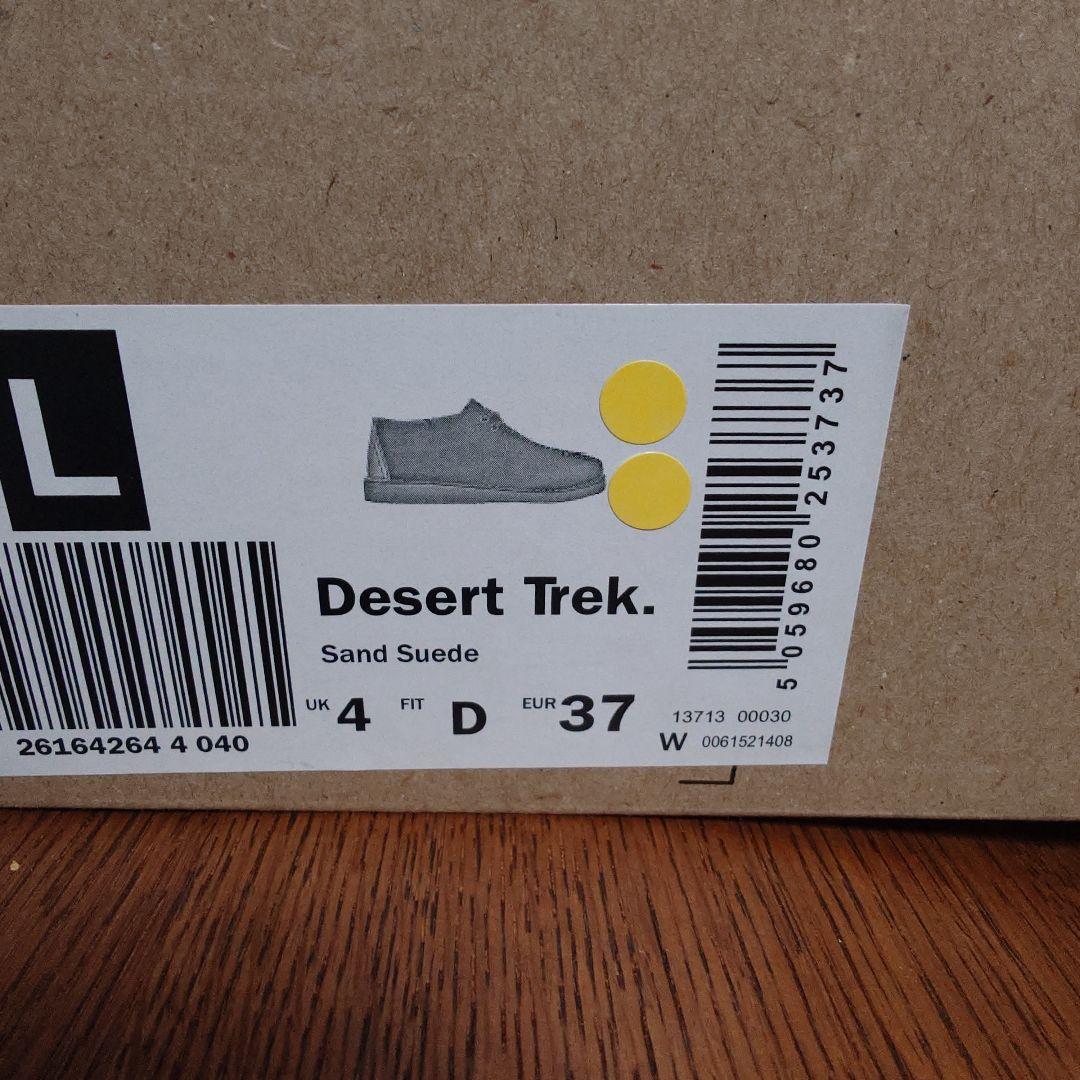 L
26164264 4 040
Desert Trek.
Sand Suede
UK 4 FIT D EUR 37
5 059680 253737
13713 00030
W 0061521408